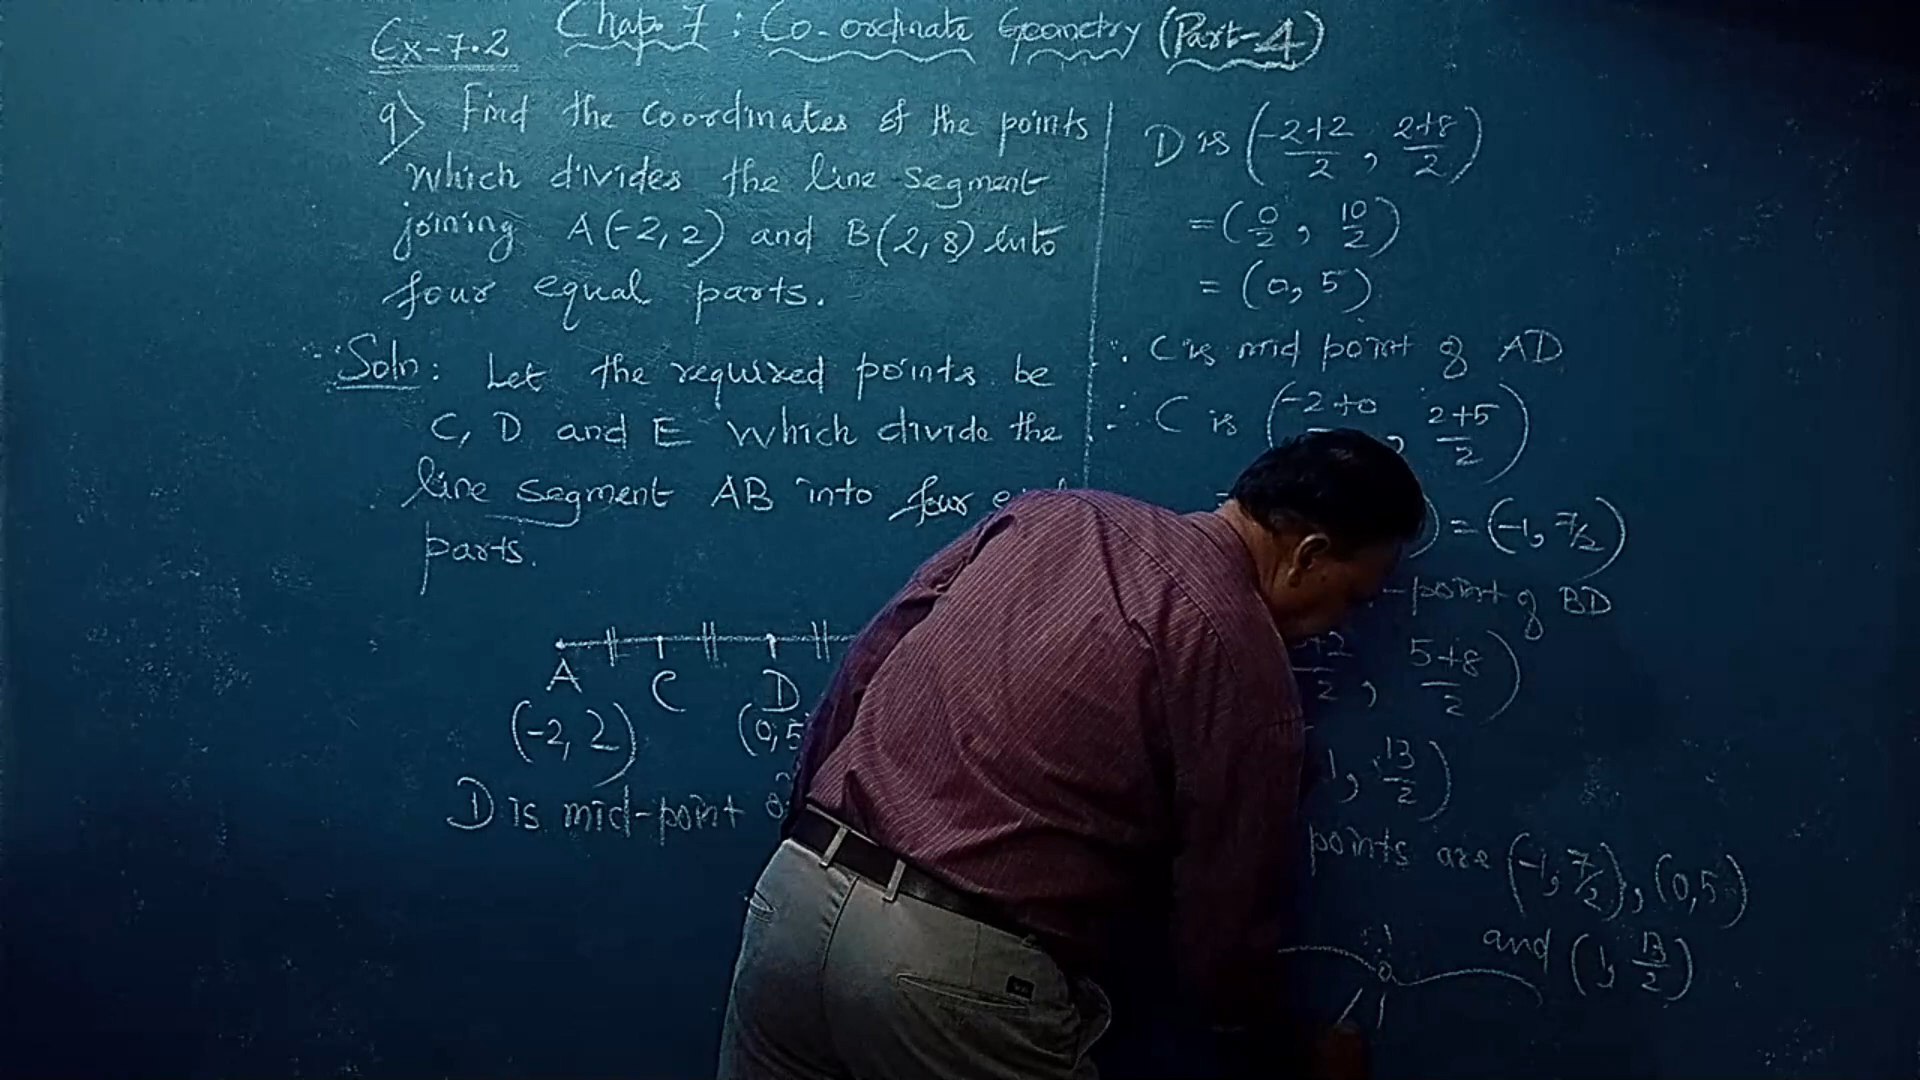 Ex-7.2 Chap 7 : Co-ordinate Geometry (Part-4)
9) Find the coordinates of the points
which divides the line segment
joining A(-2, 2) and B(2, 8) into
four equal parts.
Soln: Let the required points be
C, D and E which divide the
line segment AB into four
parts.
A C D
(-2, 2) (0, 5
D is mid-point
D is (-2+2/2, 2+8/2)
= (0/2, 10/2)
= (0, 5)
∴ C is mid point of AD
∴ C is (-2+0, 2+5/2)
) = (-1, 7/2)
-point of BD
+2/2, 5+8/2)
1, 13/2)
points are (-1, 7/2), (0, 5)
and (1, 13/2)